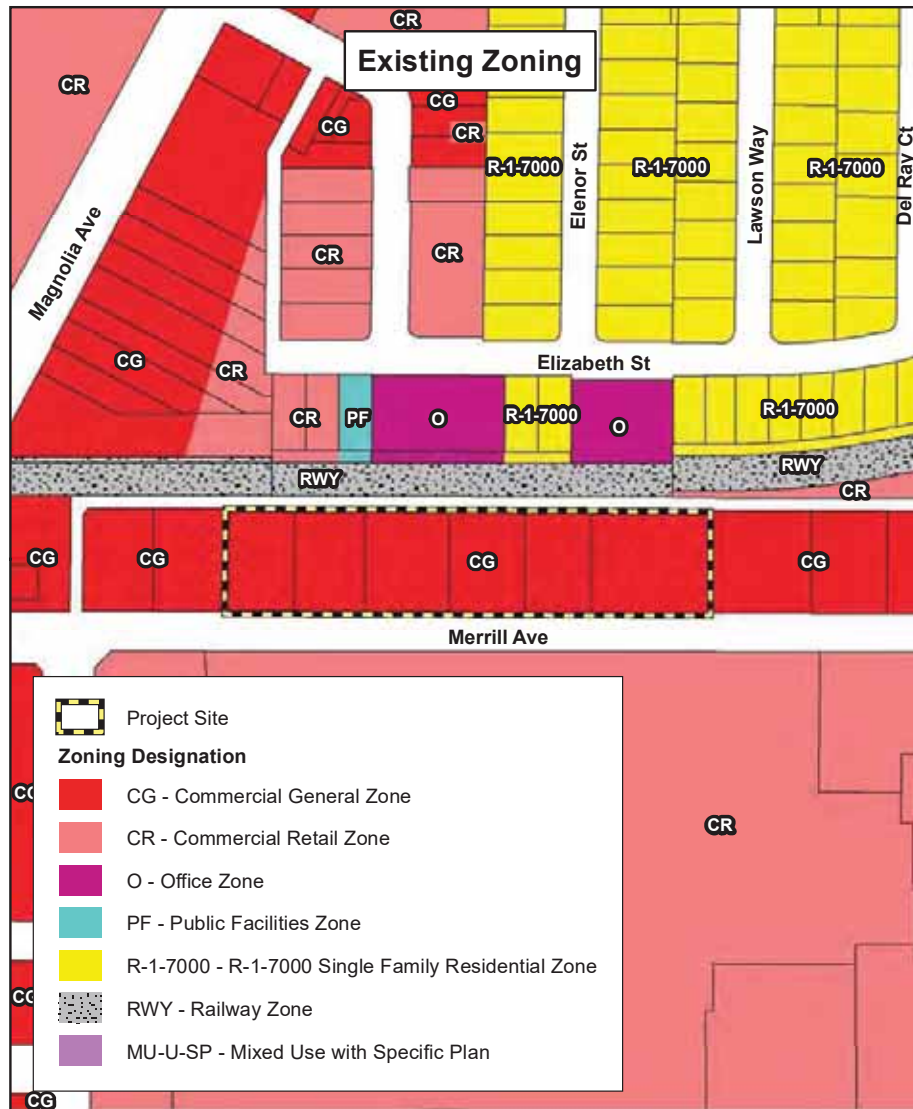 CR
Existing Zoning
CR
CG
CG
CR
R-1-7000
Elenor St
R-1-7000
Lawson Way
R-1-7000
Del Ray Ct
Magnolia Ave
CR
CR
Elizabeth St
CG
CR
CR
PF
O
R-1-7000
O
R-1-7000
RWY
RWY
CR
CG
CG
CG
CG
Merrill Ave
Project Site
Zoning Designation
CG
CG - Commercial General Zone
CR - Commercial Retail Zone
CR
O - Office Zone
PF - Public Facilities Zone
R-1-7000 - R-1-7000 Single Family Residential Zone
CG
RWY - Railway Zone
MU-U-SP - Mixed Use with Specific Plan
CG